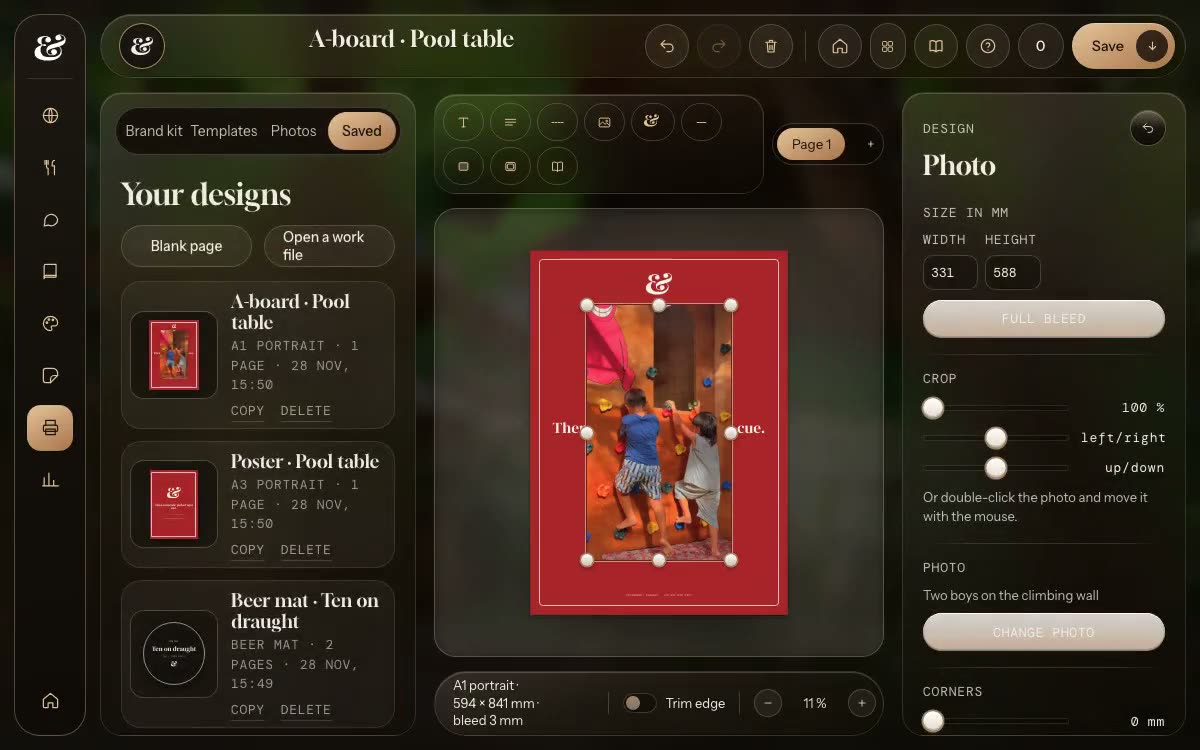 &
&
A-board · Pool table
0
Save
Brand kit
Templates
Photos
Saved
T
&
Page 1
+
Your designs
Blank page
Open a work
file
A-board · Pool
table
A1 PORTRAIT · 1
PAGE · 28 NOV,
15:50
COPY DELETE
Poster · Pool table
A3 PORTRAIT · 1
PAGE · 28 NOV,
15:50
COPY DELETE
Ten on draught
&
Beer mat · Ten on
draught
BEER MAT · 2
PAGES · 28 NOV,
15:49
COPY DELETE
&
Ther
cue.
A1 portrait ·
594 × 841 mm ·
bleed 3 mm
Trim edge
−
11 %
+
DESIGN
Photo
SIZE IN MM
WIDTH HEIGHT
331 588
FULL BLEED
CROP
100 %
left/right
up/down
Or double-click the photo and move it
with the mouse.
PHOTO
Two boys on the climbing wall
CHANGE PHOTO
CORNERS
0 mm